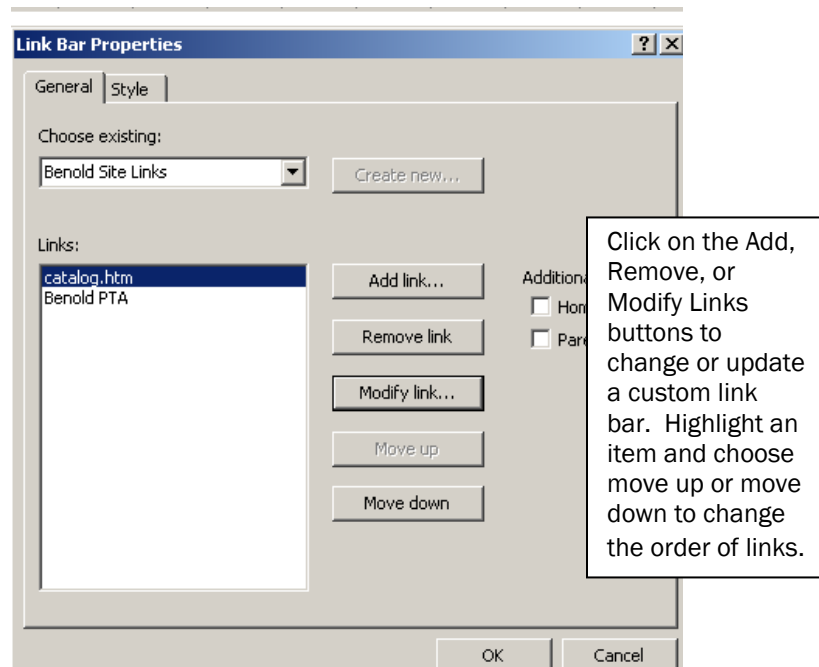 Link Bar Properties
General Style
Choose existing:
Benold Site Links Create new...
Links:
catalog.htm
Benold PTA
Add link...
Remove link
Modify link...
Move up
Move down
Click on the Add,
Remove, or
Modify Links
buttons to
change or update
a custom link
bar. Highlight an
item and choose
move up or move
down to change
the order of links.
OK Cancel